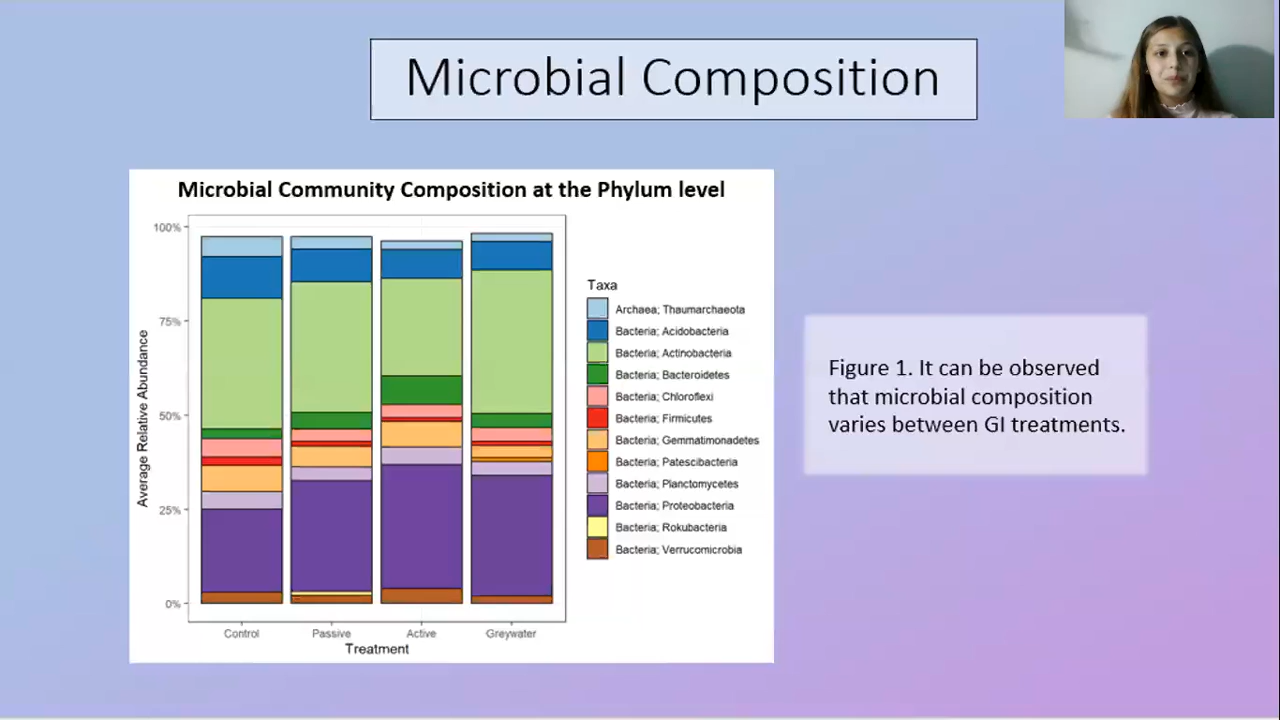 Microbial Composition
Microbial Community Composition at the Phylum level
100%
75%
50%
25%
0%
Average Relative Abundance
Control
Passive
Active
Greywater
Treatment
Taxa
Archaea; Thaumarchaeota
Bacteria; Acidobacteria
Bacteria; Actinobacteria
Bacteria; Bacteroidetes
Bacteria; Chloroflexi
Bacteria; Firmicutes
Bacteria; Gemmatimonadetes
Bacteria; Patescibacteria
Bacteria; Planctomycetes
Bacteria; Proteobacteria
Bacteria; Rokubacteria
Bacteria; Verrucomicrobia
Figure 1. It can be observed
that microbial composition
varies between GI treatments.